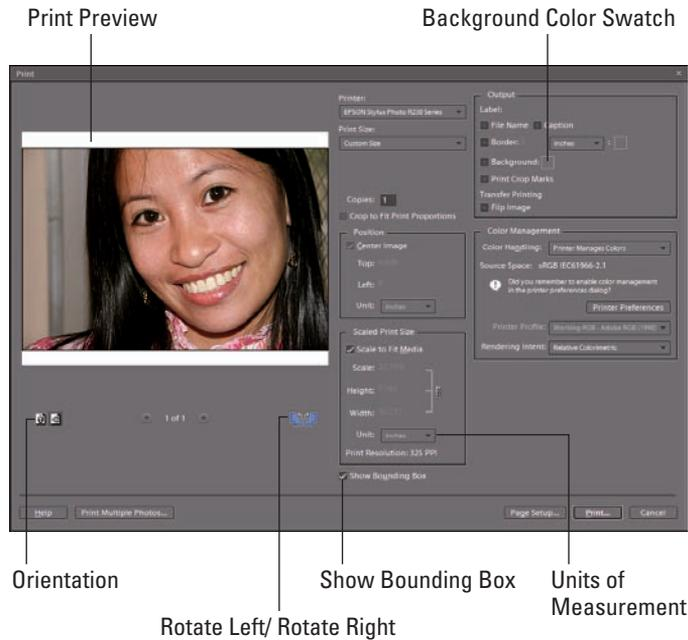 Print Preview
Background Color Swatch
Print
Printer:
EPSON Stylus Photo R230 Series
Print Size:
Custom Size
Copies: 1
Crop to Fit Print Proportions
Position
Center Image
Top:
Left:
Unit: Inches
Scaled Print Size
Scale to Fit Media
Scale:
Height:
Width:
Unit: Inches
Print Resolution: 325 PPI
Show Bounding Box
Output
Label:
File Name Caption
Border: Inches :
Background:
Print Crop Marks
Transfer Printing
Flip Image
Color Management
Color Handling: Printer Manages Colors
Source Space: sRGB IEC61966-2.1
Did you remember to enable color management
in the printer preferences dialog?
Printer Preferences
Printer Profile: Working RGB - Adobe RGB (1998)
Rendering Intent: Relative Colorimetric
1 of 1
Help
Print Multiple Photos...
Page Setup...
Print...
Cancel
Orientation
Show Bounding Box
Units of
Measurement
Rotate Left/ Rotate Right